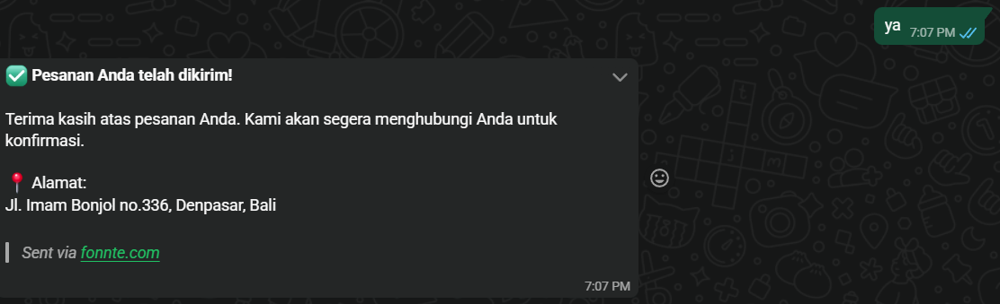 ya
7:07 PM
✅ Pesanan Anda telah dikirim!
Terima kasih atas pesanan Anda. Kami akan segera menghubungi Anda untuk
konfirmasi.
📍 Alamat:
Jl. Imam Bonjol no.336, Denpasar, Bali
Sent via fonnte.com
7:07 PM